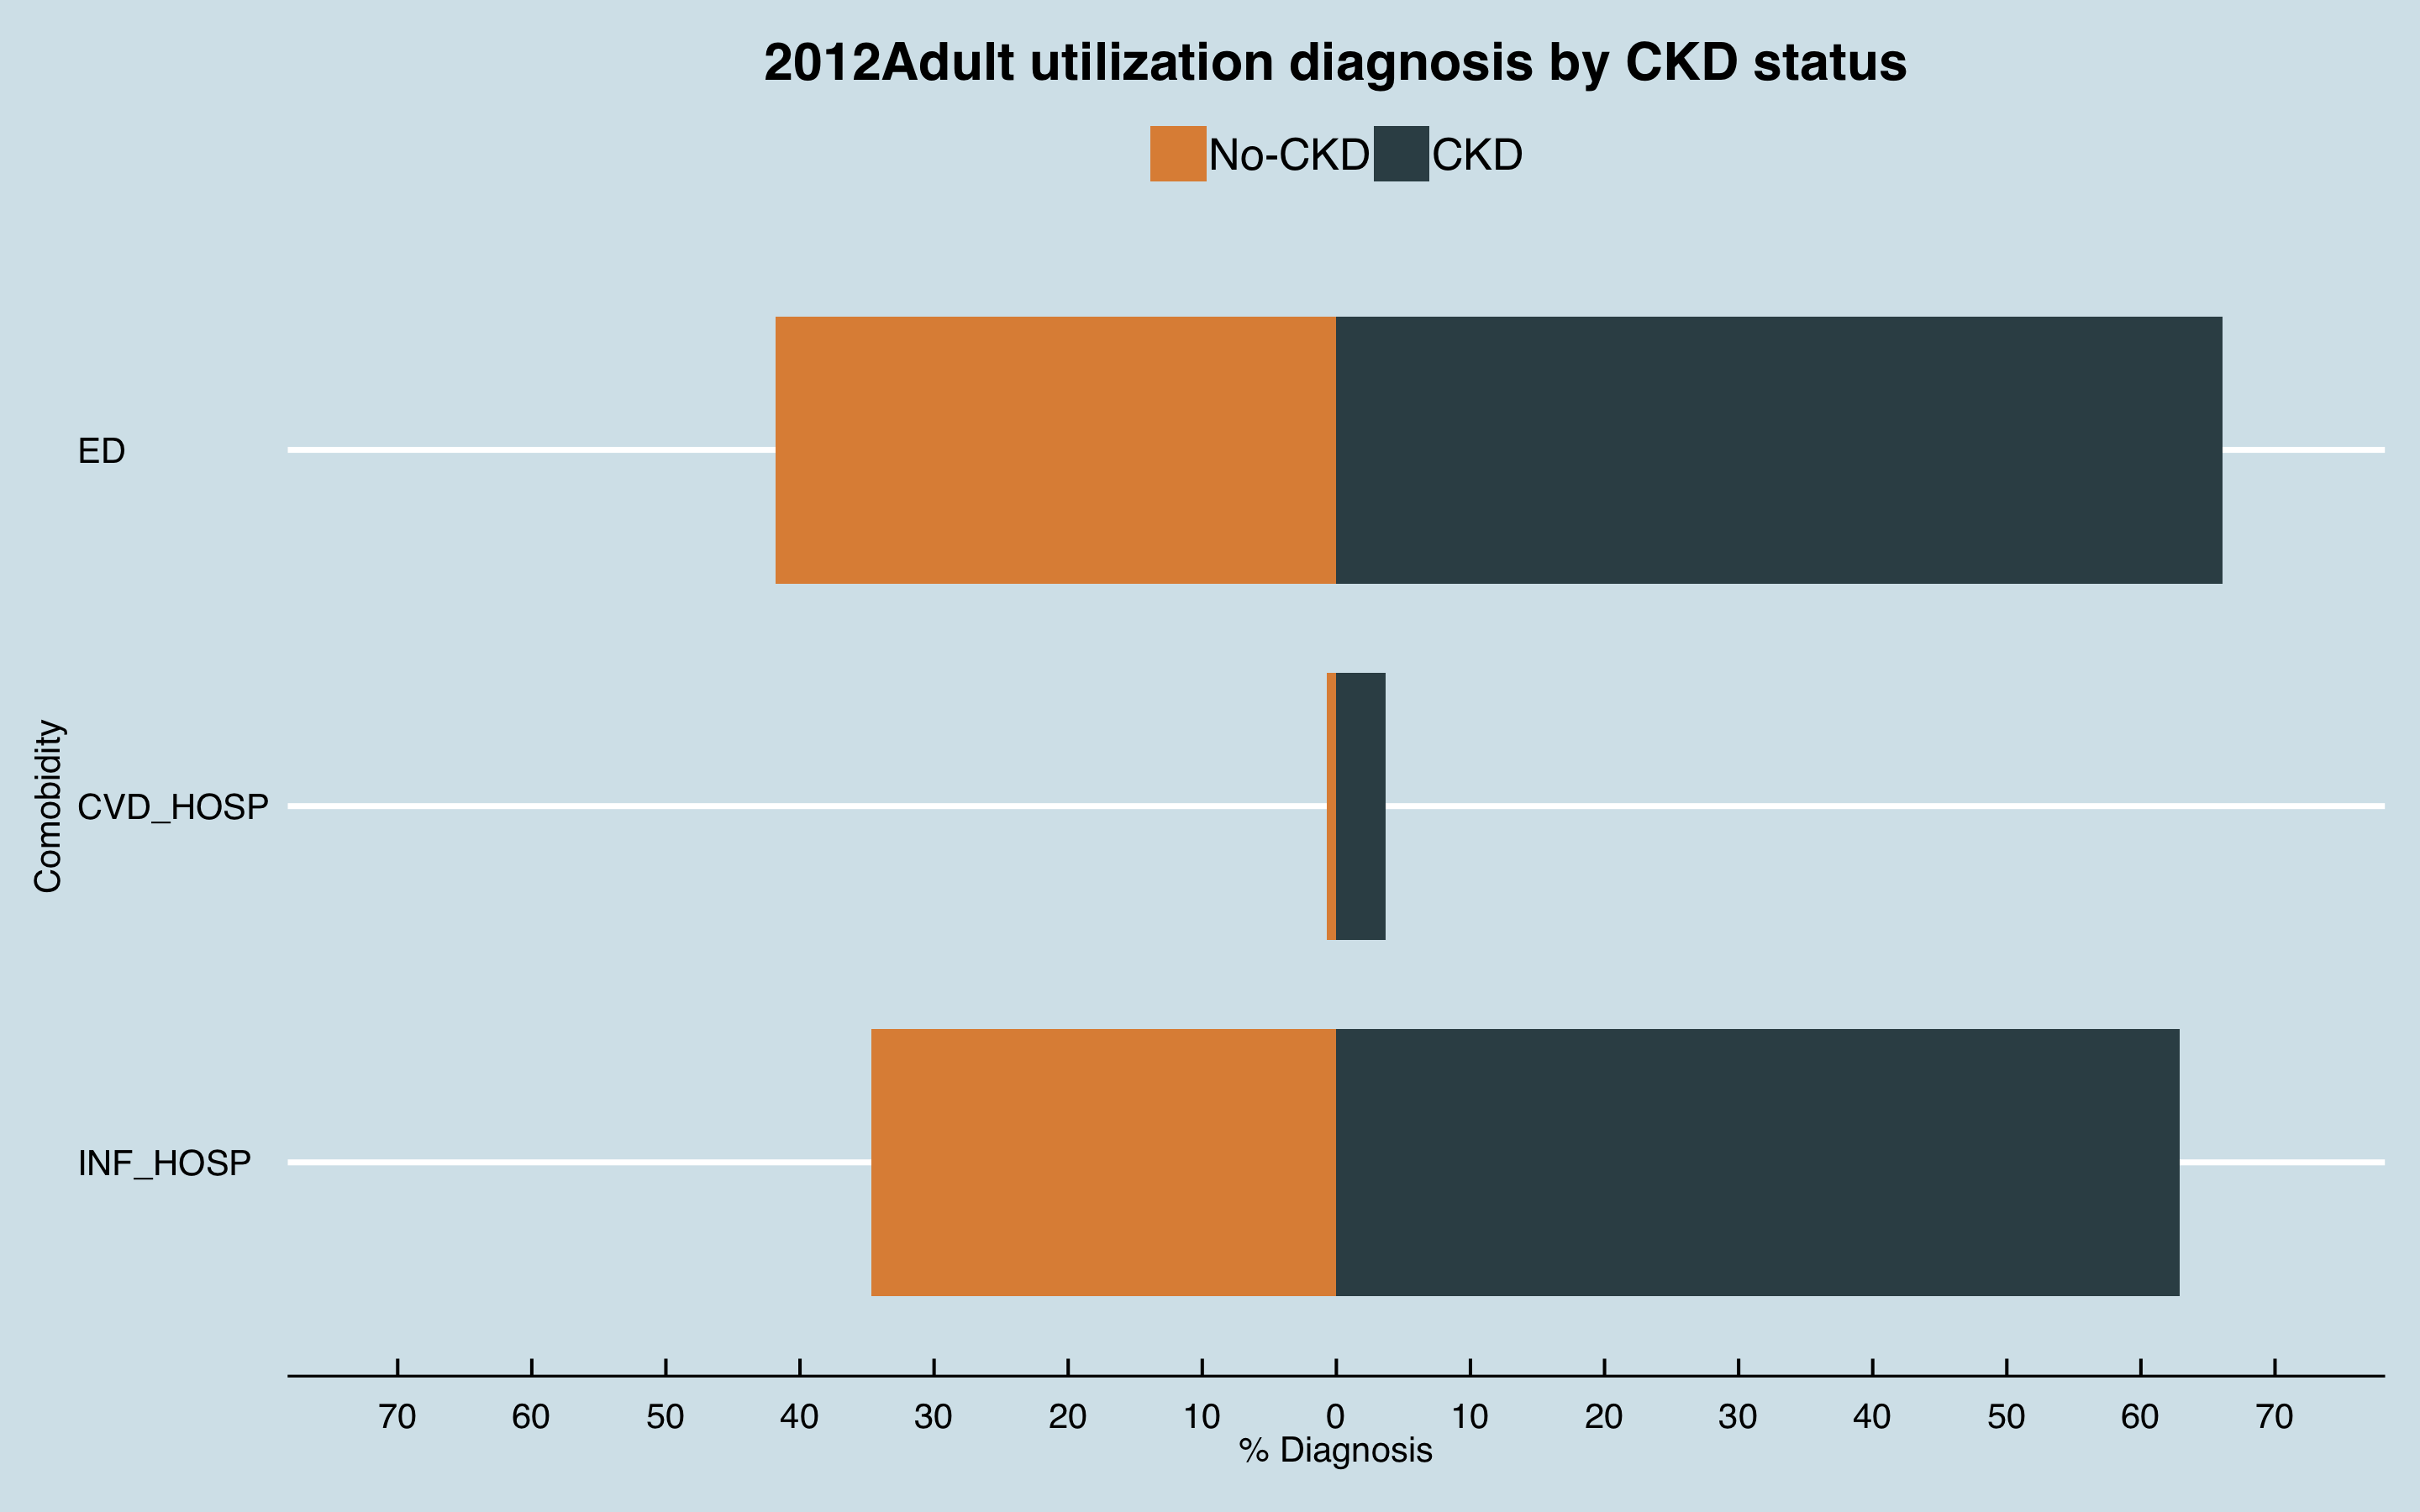 2012Adult utilization diagnosis by CKD status
No-CKD CKD
ED
CVD_HOSP
INF_HOSP
Comobidity
70 60 50 40 30 20 10 0 10 20 30 40 50 60 70
% Diagnosis